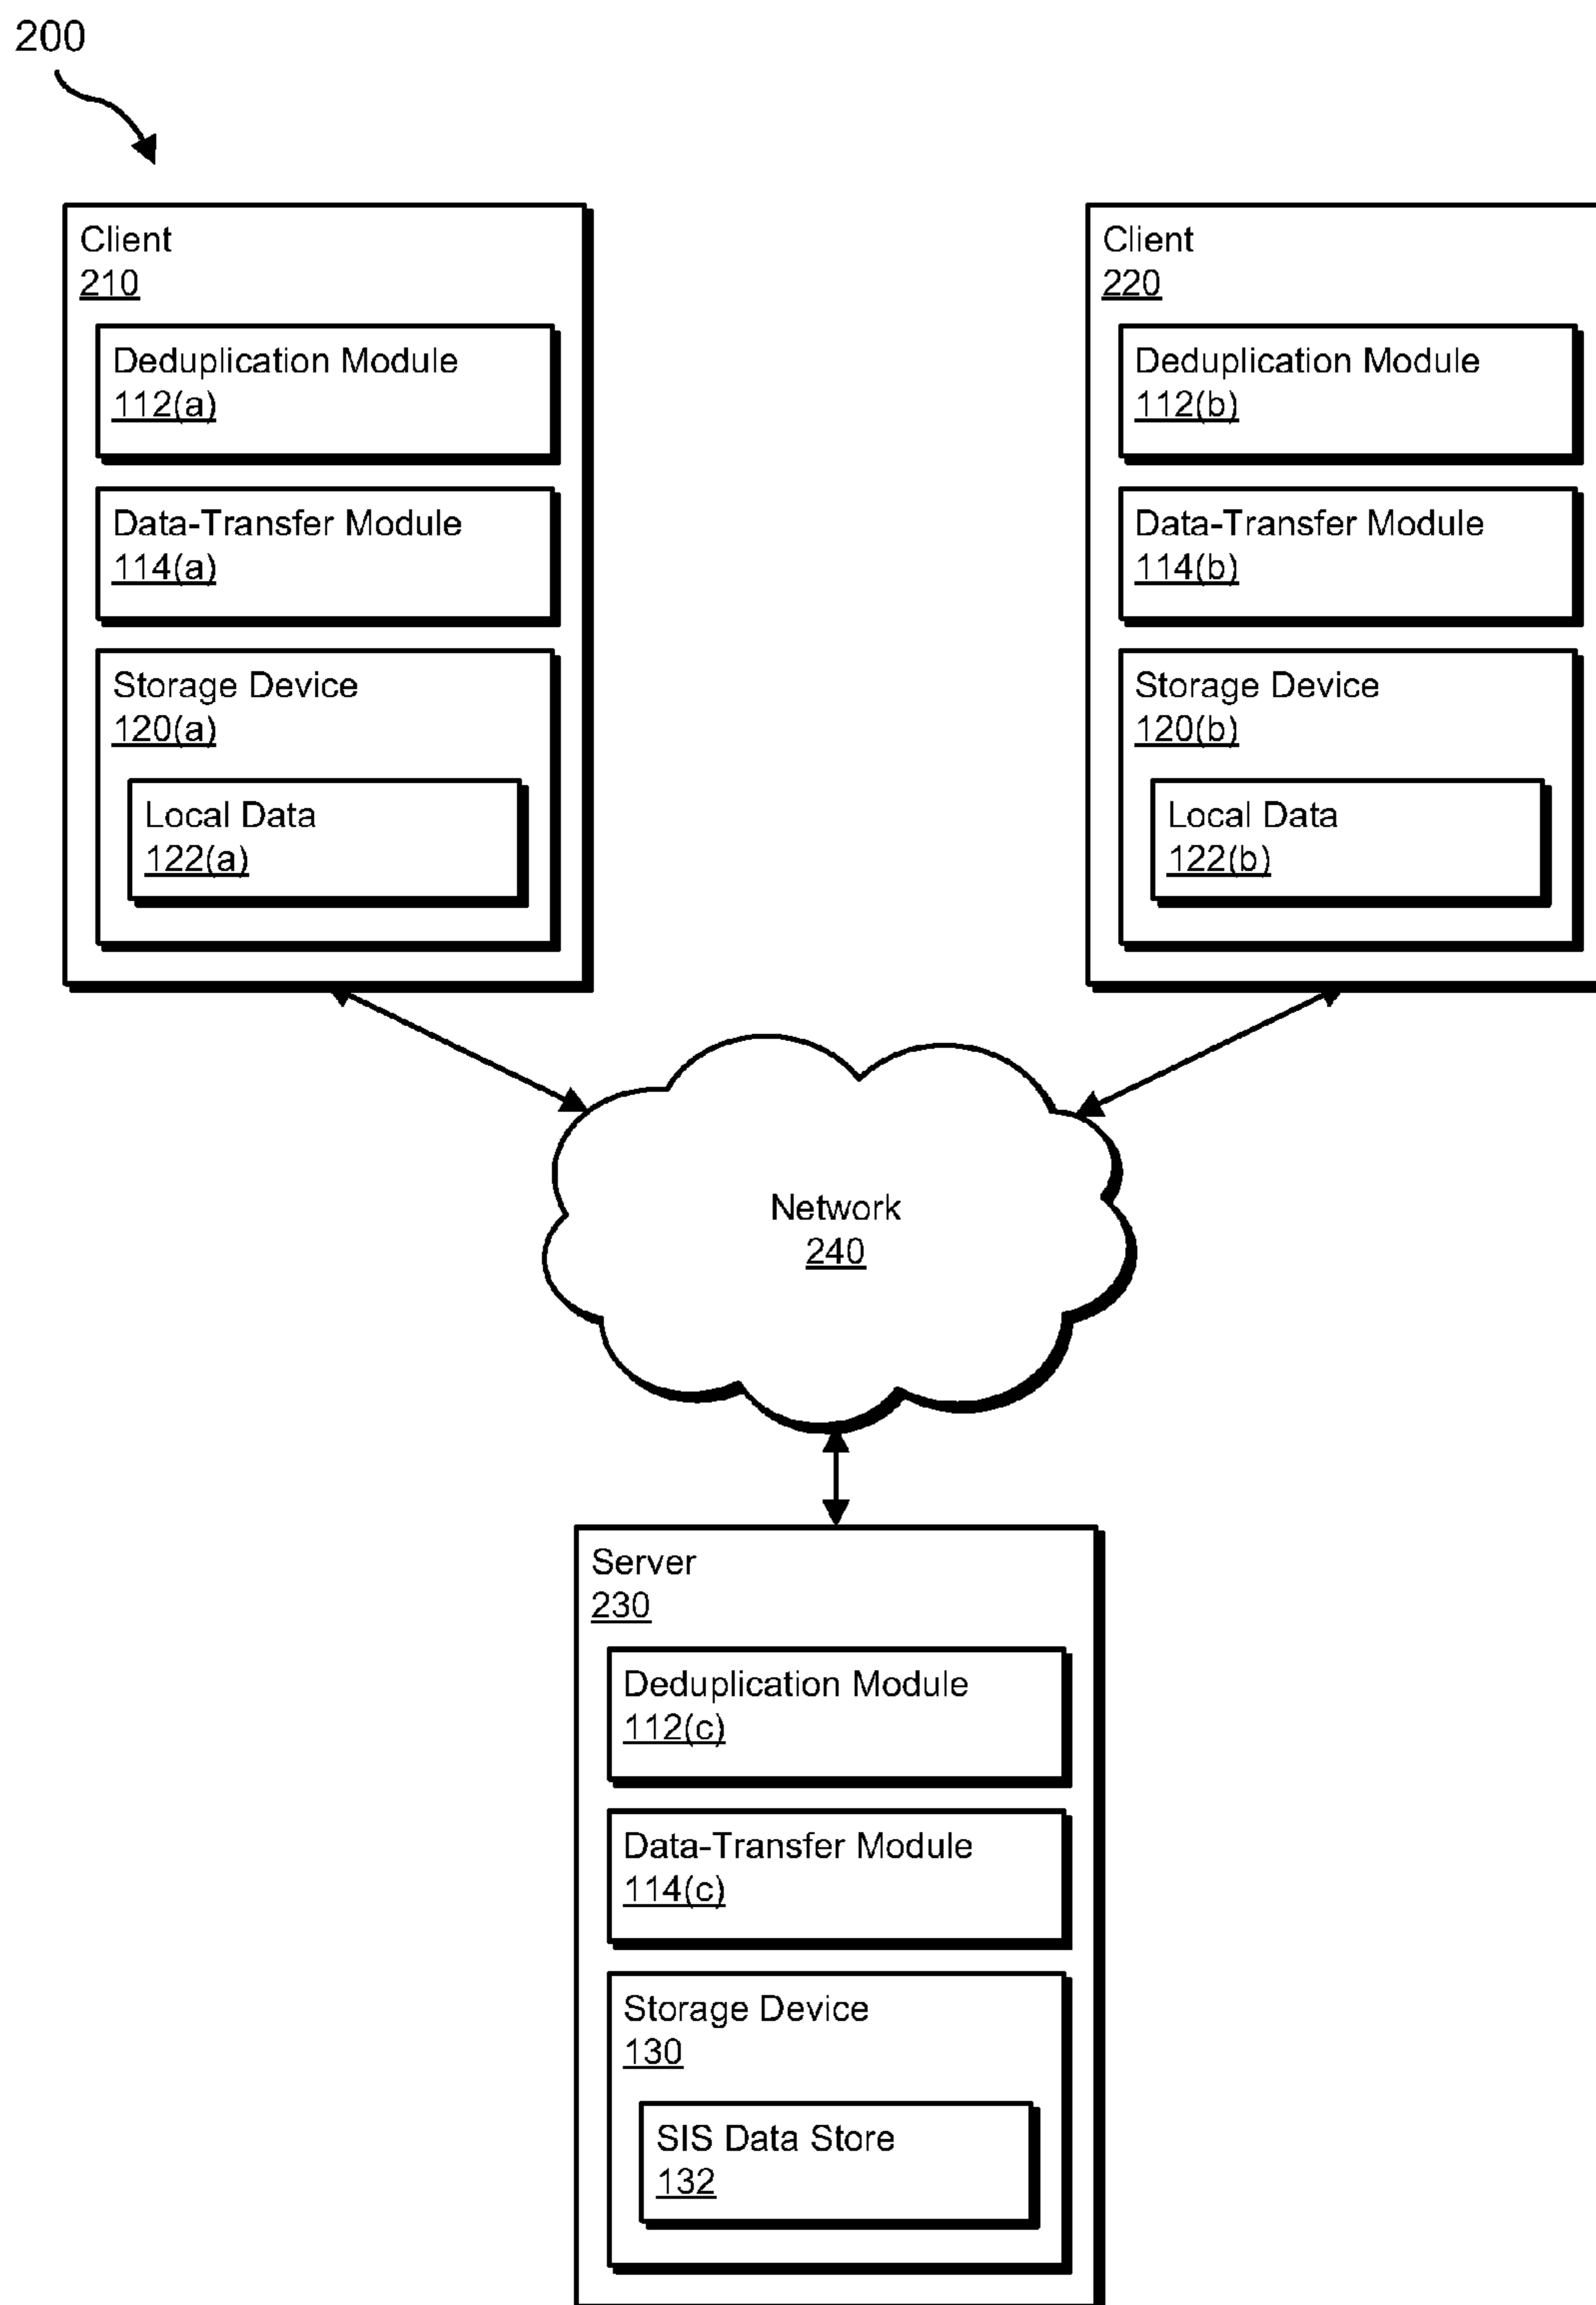 200
Client
210
Deduplication Module
112(a)
Data-Transfer Module
114(a)
Storage Device
120(a)
Local Data
122(a)
Client
220
Deduplication Module
112(b)
Data-Transfer Module
114(b)
Storage Device
120(b)
Local Data
122(b)
Network
240
Server
230
Deduplication Module
112(c)
Data-Transfer Module
114(c)
Storage Device
130
SIS Data Store
132